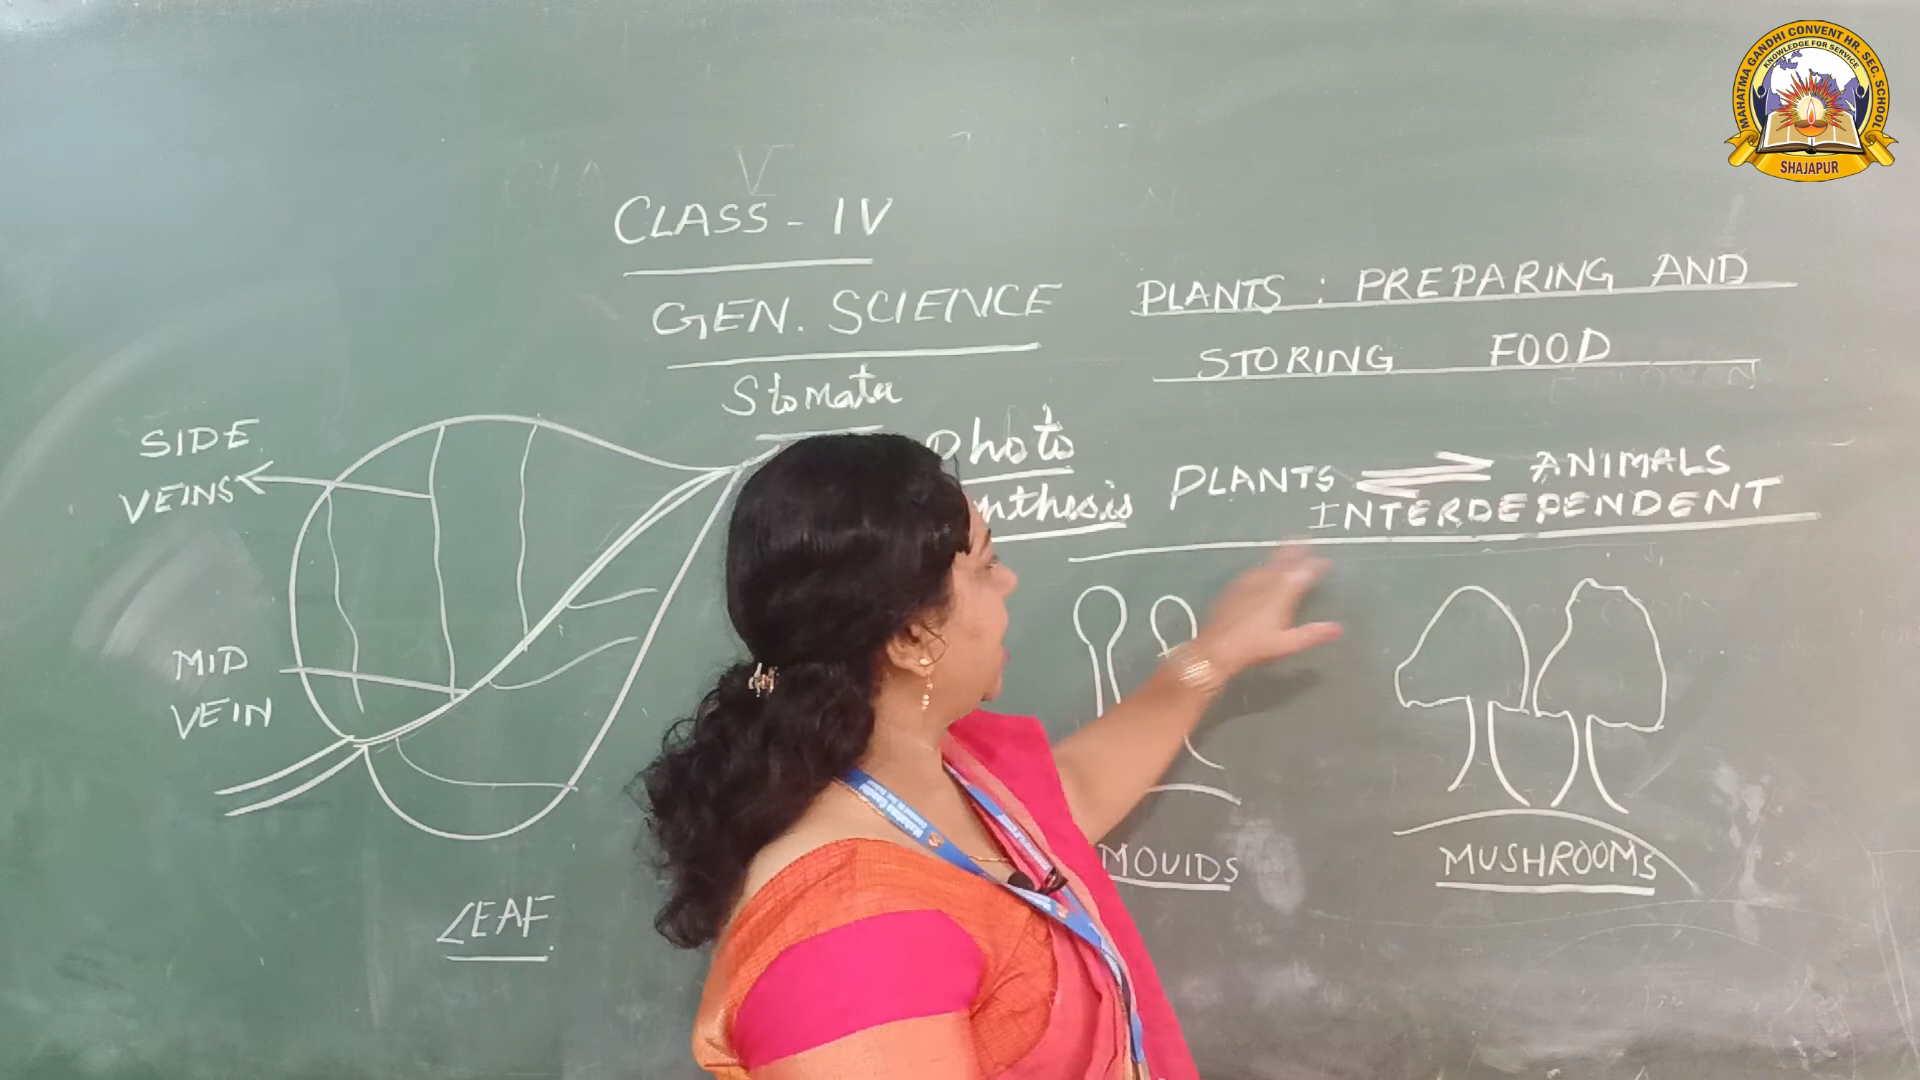 MAHATMA GANDHI CONVENT HR. SEC. SCHOOL
KNOWLEDGE FOR SERVICE
SHAJAPUR
V
CLASS - IV
GEN. SCIENCE
PLANTS : PREPARING AND
STORING FOOD
Stomata
Photo
nthesis
PLANTS ANIMALS
INTERDEPENDENT
SIDE
VEINS
MID
VEIN
LEAF
MOUIDS
MUSHROOMS